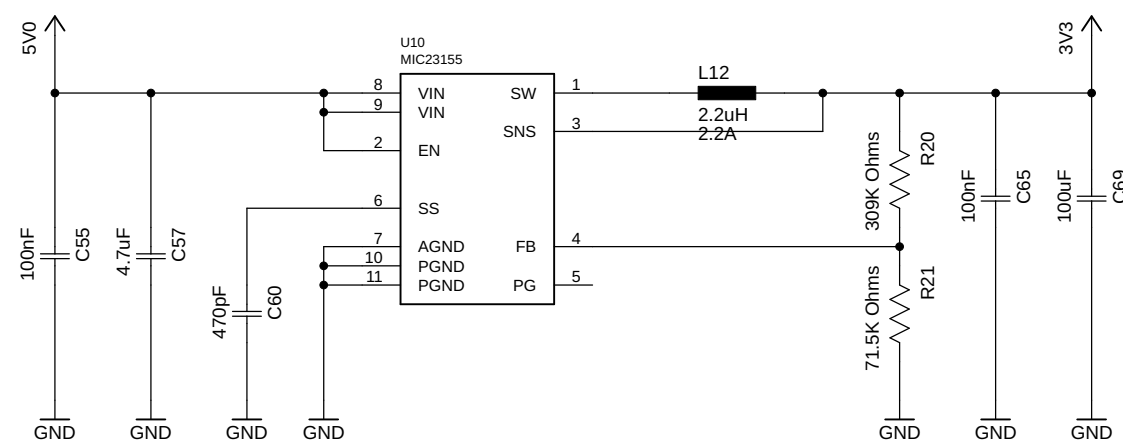 5V0
3V3
U10
MIC23155
8
VIN
9
VIN
2
EN
6
SS
7
AGND
10
PGND
11
PGND
SW
1
SNS
3
FB
4
PG
5
L12
2.2uH
2.2A
100nF
C55
4.7uF
C57
470pF
C60
309K Ohms
R20
71.5K Ohms
R21
100nF
C65
100uF
C69
GND
GND
GND
GND
GND
GND
GND